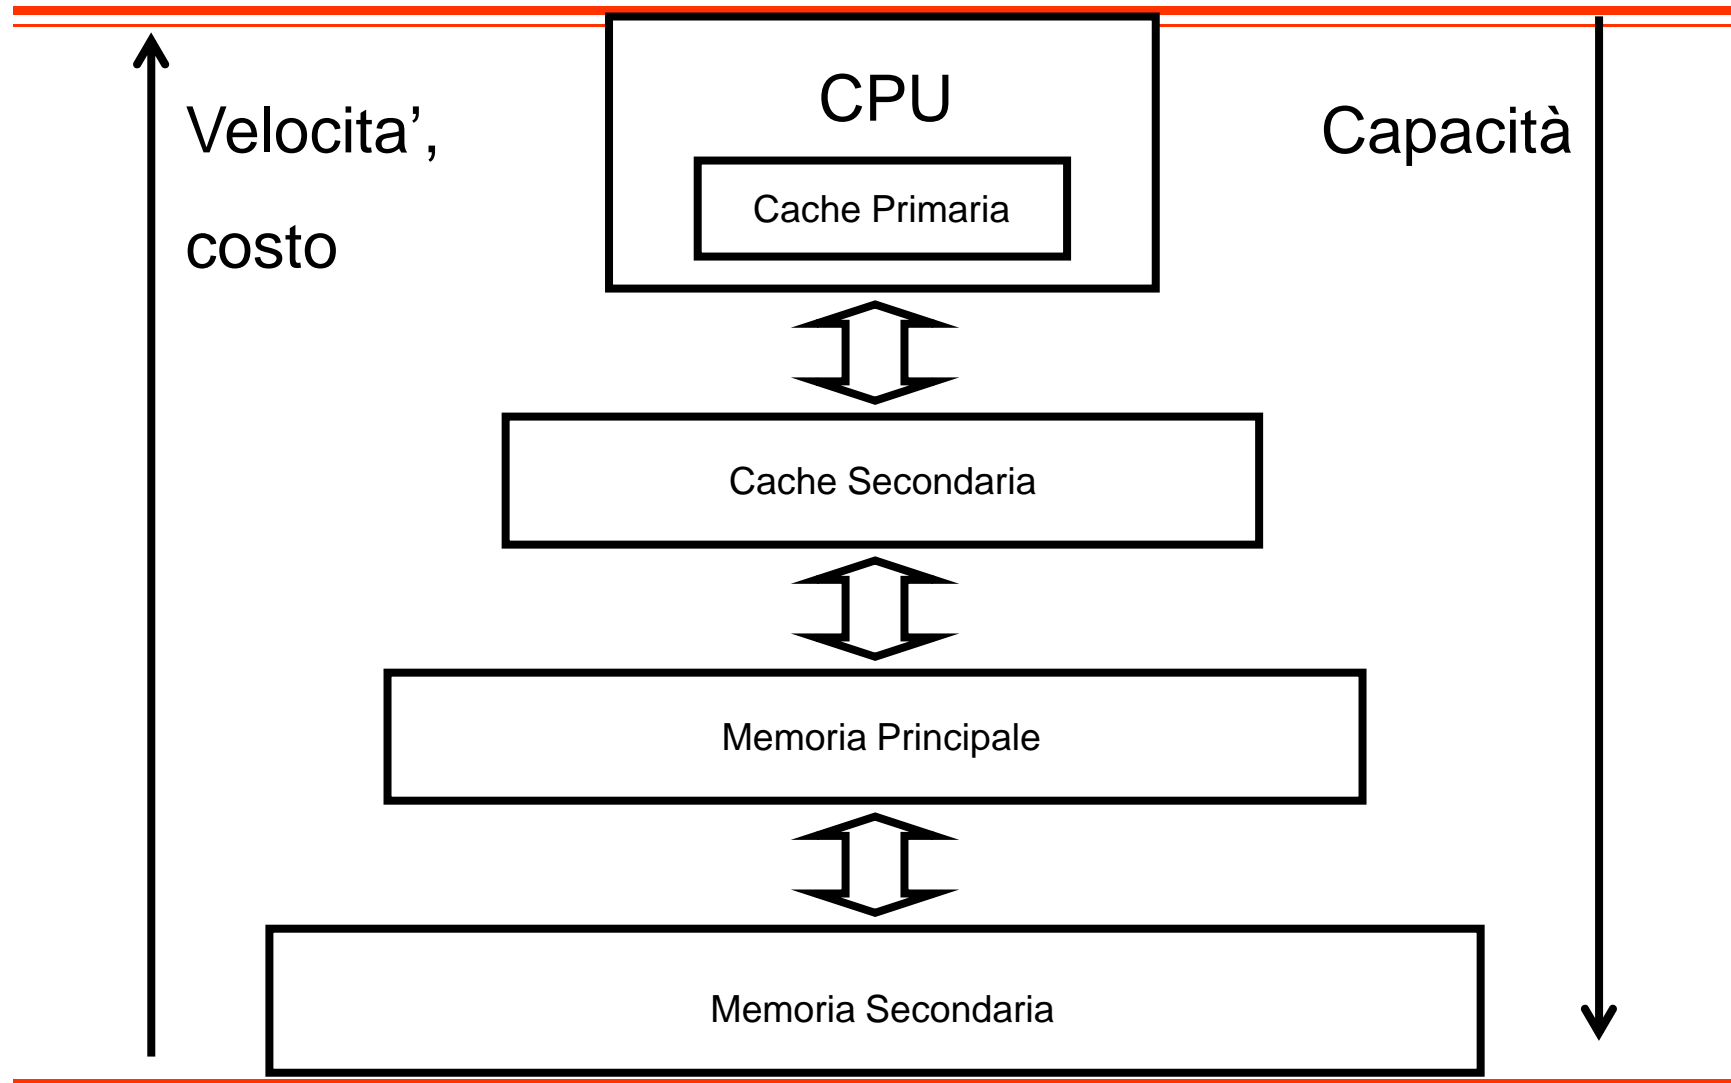 CPU
Velocita’,
costo
Capacità
Cache Primaria
Cache Secondaria
Memoria Principale
Memoria Secondaria